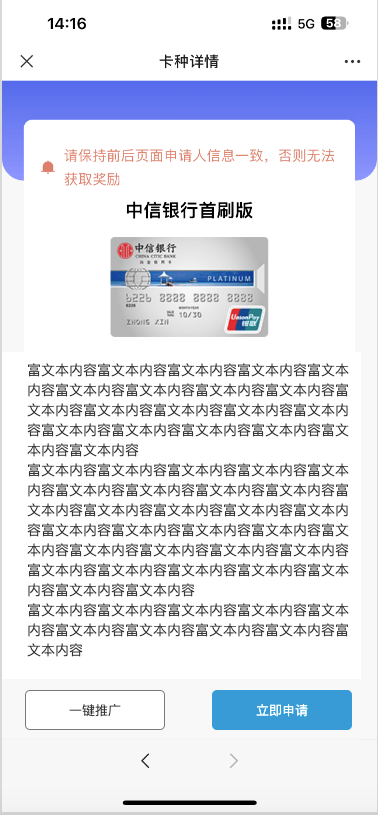 14:16
5G
58
卡种详情
请保持前后页面申请人信息一致，否则无法
获取奖励
中信银行首刷版
中信银行
CHINA CITIC BANK
PLATINUM
6226 8888 8888 8888
6226
10/30
ZHONG XIN
UnionPay
银联
富文本内容富文本内容富文本内容富文本内容富文本
内容富文本内容富文本内容富文本内容富文本内容富
文本内容富文本内容富文本内容富文本内容富文本内
容富文本内容富文本内容富文本内容富文本内容富文
本内容富文本内容
富文本内容富文本内容富文本内容富文本内容富文本
内容富文本内容富文本内容富文本内容富文本内容富
文本内容富文本内容富文本内容富文本内容富文本内
容富文本内容富文本内容富文本内容富文本内容富文
本内容富文本内容富文本内容富文本内容富文本内容
富文本内容富文本内容富文本内容富文本内容富文本
内容富文本内容富文本内容
富文本内容富文本内容富文本内容富文本内容富文本
内容富文本内容富文本内容富文本内容富文本内容富
文本内容
一键推广
立即申请